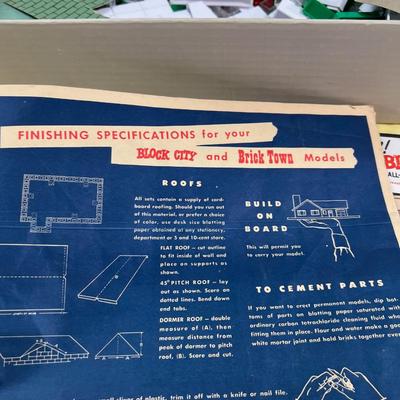 FINISHING SPECIFICATIONS for your
BLOCK CITY and Brick Town Models
ROOFS
All sets contain a supply of card-
board roofing. Should you run out
of this material, or prefer a choice
of color, use desk size blotting
paper obtained at any stationery,
department or 5 and 10-cent store.
FLAT ROOF - cut outline
to fit inside of wall and
place on supports as
shown.
45° PITCH ROOF - lay
out as shown. Score on
dotted lines. Bend down
end tabs.
DORMER ROOF - double
measure of (A), then
measure distance from
peak of dormer to pitch
roof, (B). Score and cut.
BUILD
ON
BOARD
This will permit you
to carry your model.
TO CEMENT PARTS
If you want to erect permanent models, dip bot-
toms of parts on blotting paper saturated with
ordinary carbon tetrachloride cleaning fluid
fitting them in place. Flour and water make a
white mortar joint and hold bricks together
of plastic, trim it off with a knife or nail file.
ALL-